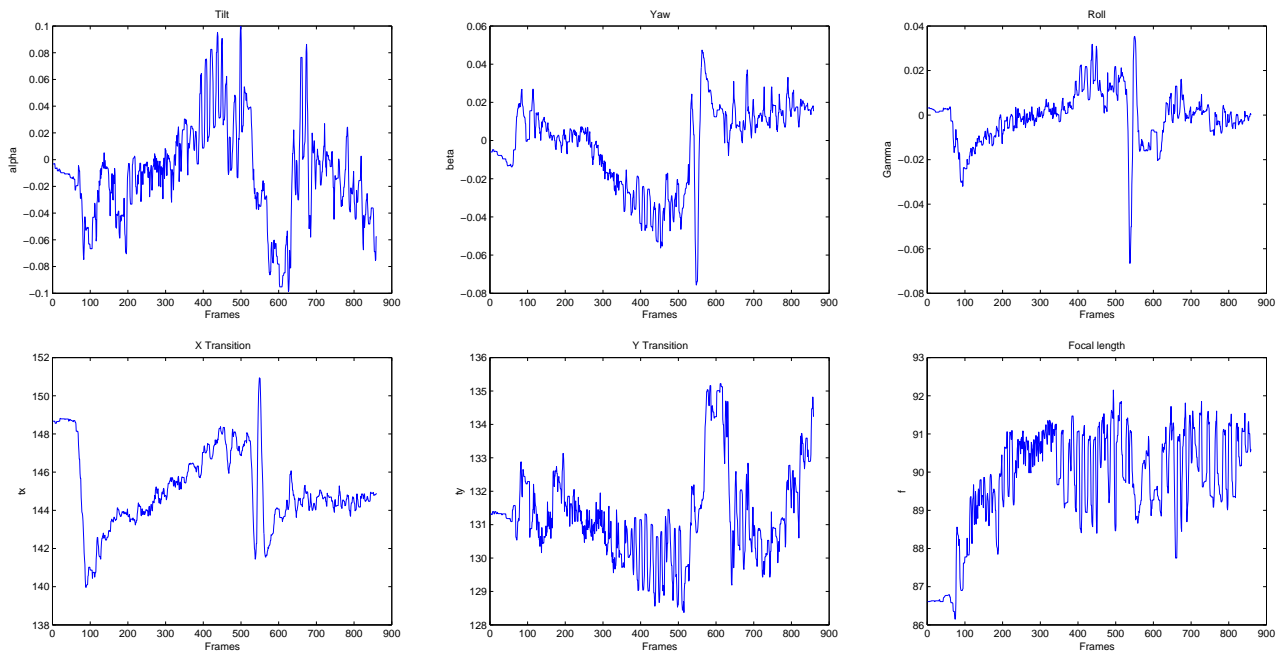 Tilt
0.1
0.08
0.06
0.04
0.02
0
−0.02
−0.04
−0.06
−0.08
−0.1
alpha
0 100 200 300 400 500 600 700 800 900
Frames
Yaw
0.06
0.04
0.02
0
−0.02
−0.04
−0.06
−0.08
beta
0 100 200 300 400 500 600 700 800 900
Frames
Roll
0.04
0.02
0
−0.02
−0.04
−0.06
−0.08
Gamma
0 100 200 300 400 500 600 700 800 900
Frames
X Transition
152
150
148
146
144
142
140
138
tx
0 100 200 300 400 500 600 700 800 900
Frames
Y Transition
136
135
134
133
132
131
130
129
128
ty
0 100 200 300 400 500 600 700 800 900
Frames
Focal length
93
92
91
90
89
88
87
86
f
0 100 200 300 400 500 600 700 800 900
Frames